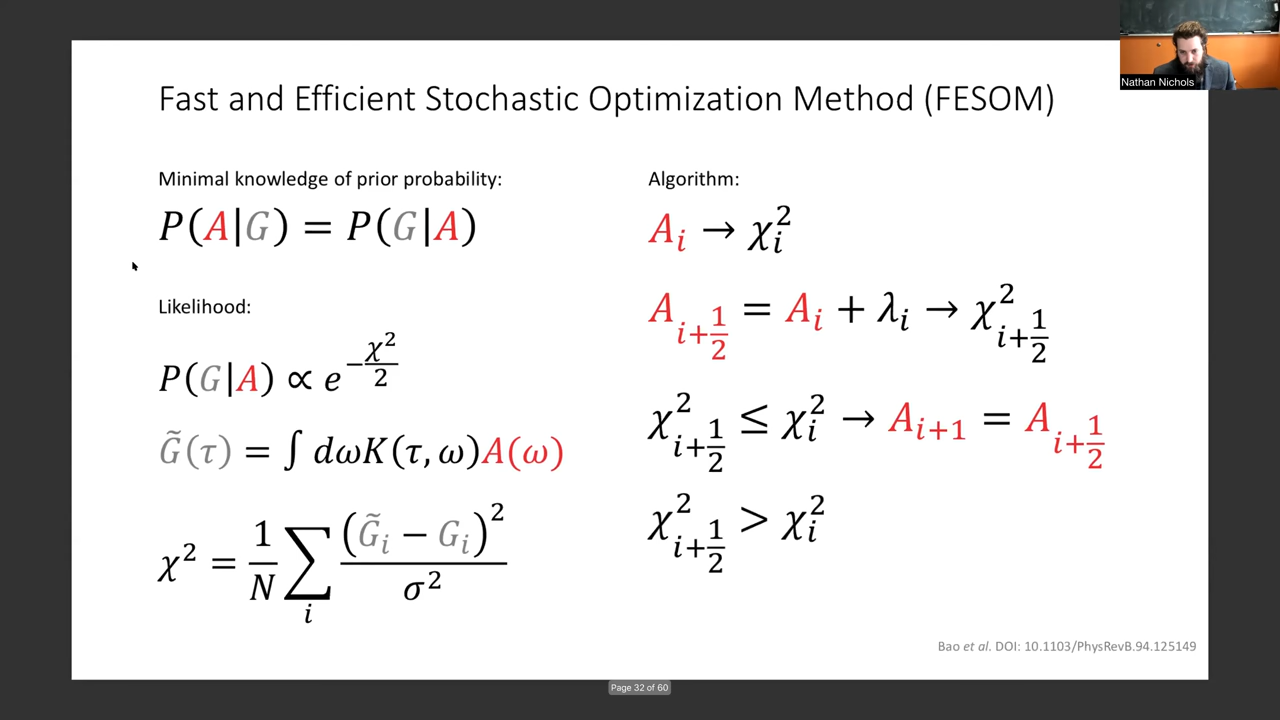 Fast and Efficient Stochastic Optimization Method (FESOM)
Nathan Nichols
Minimal knowledge of prior probability:
P(A|G) = P(G|A)
Likelihood:
P(G|A) ∝ e^{-χ²/2}
G̃(τ) = ∫ dωK(τ, ω)A(ω)
χ² = 1/N ∑_i (G̃_i − G_i)²/σ²
Algorithm:
A_i → χ²_i
A_{i+1/2} = A_i + λ_i → χ²_{i+1/2}
χ²_{i+1/2} ≤ χ²_i → A_{i+1} = A_{i+1/2}
χ²_{i+1/2} > χ²_i
Bao et al. DOI: 10.1103/PhysRevB.94.125149
Page 32 of 60